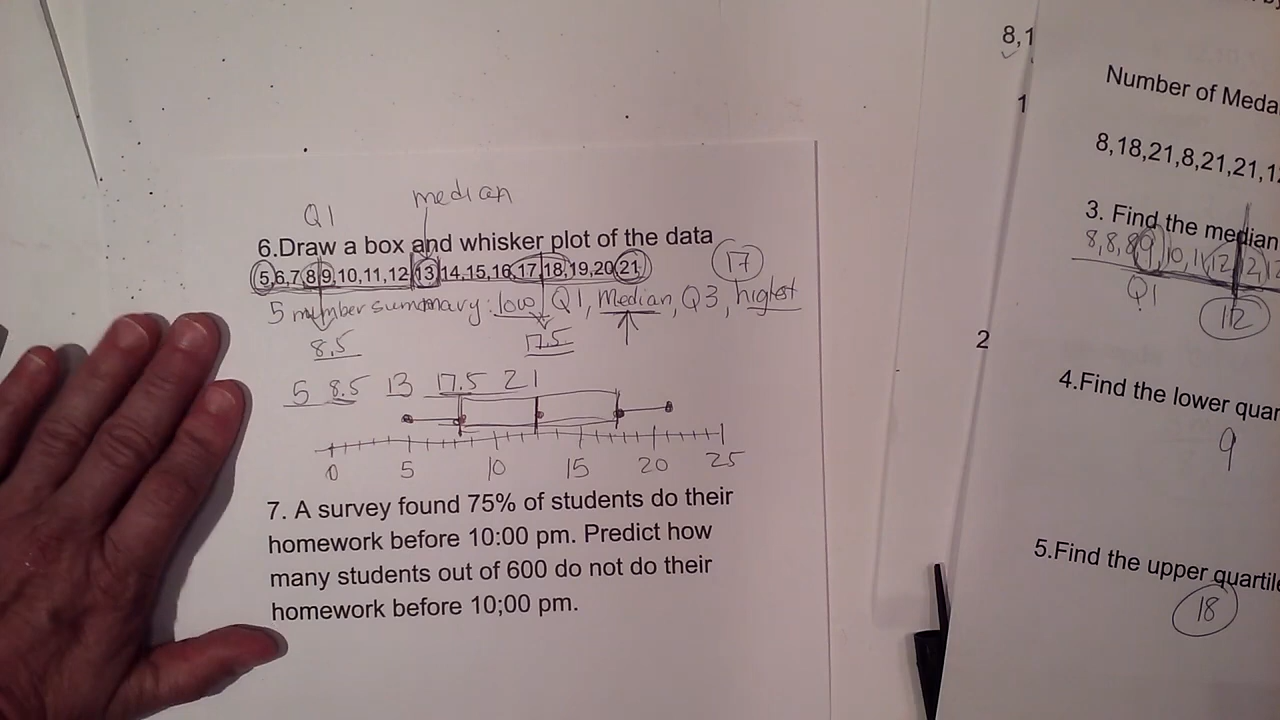 median
Q1
6.Draw a box and whisker plot of the data
5,6,7,8,9,10,11,12,13,14,15,16,17,18,19,20,21
17
5 number summary: low, Q1, Median, Q3, highest
8.5
17.5
5 8.5 13 17.5 21
0 5 10 15 20 25
7. A survey found 75% of students do their
homework before 10:00 pm. Predict how
many students out of 600 do not do their
homework before 10;00 pm.
8,1
1
2
Number of Meda
8,18,21,8,21,21,1
3. Find the median
8,8,8,9,10,11,12
Q1
12
4.Find the lower quar
9
5.Find the upper quartile
18